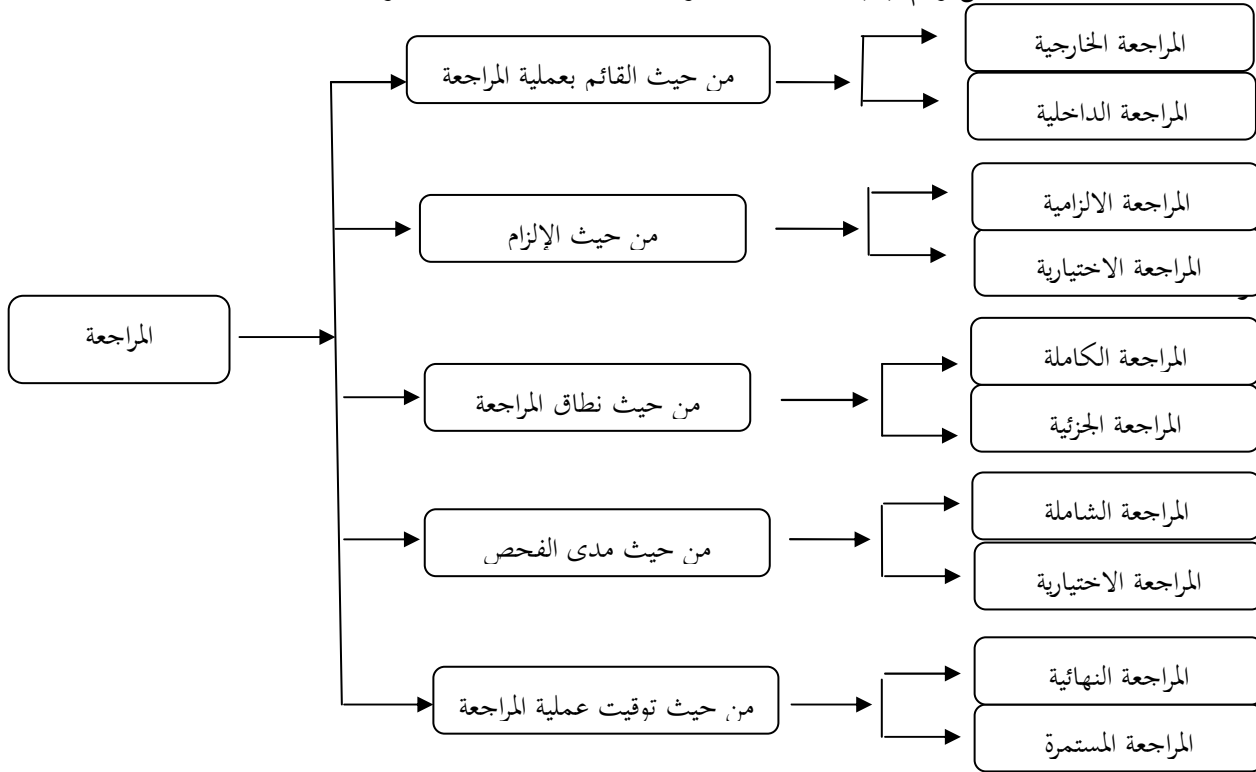 من حيث القائم بعملية المراجعة
المراجعة الخارجية
المراجعة الداخلية
من حيث الإلزام
المراجعة الالزامية
المراجعة الاختيارية
المراجعة
من حيث نطاق المراجعة
المراجعة الكاملة
المراجعة الجزئية
من حيث مدى الفحص
المراجعة الشاملة
المراجعة الاختيارية
من حيث توقيت عملية المراجعة
المراجعة النهائية
المراجعة المستمرة